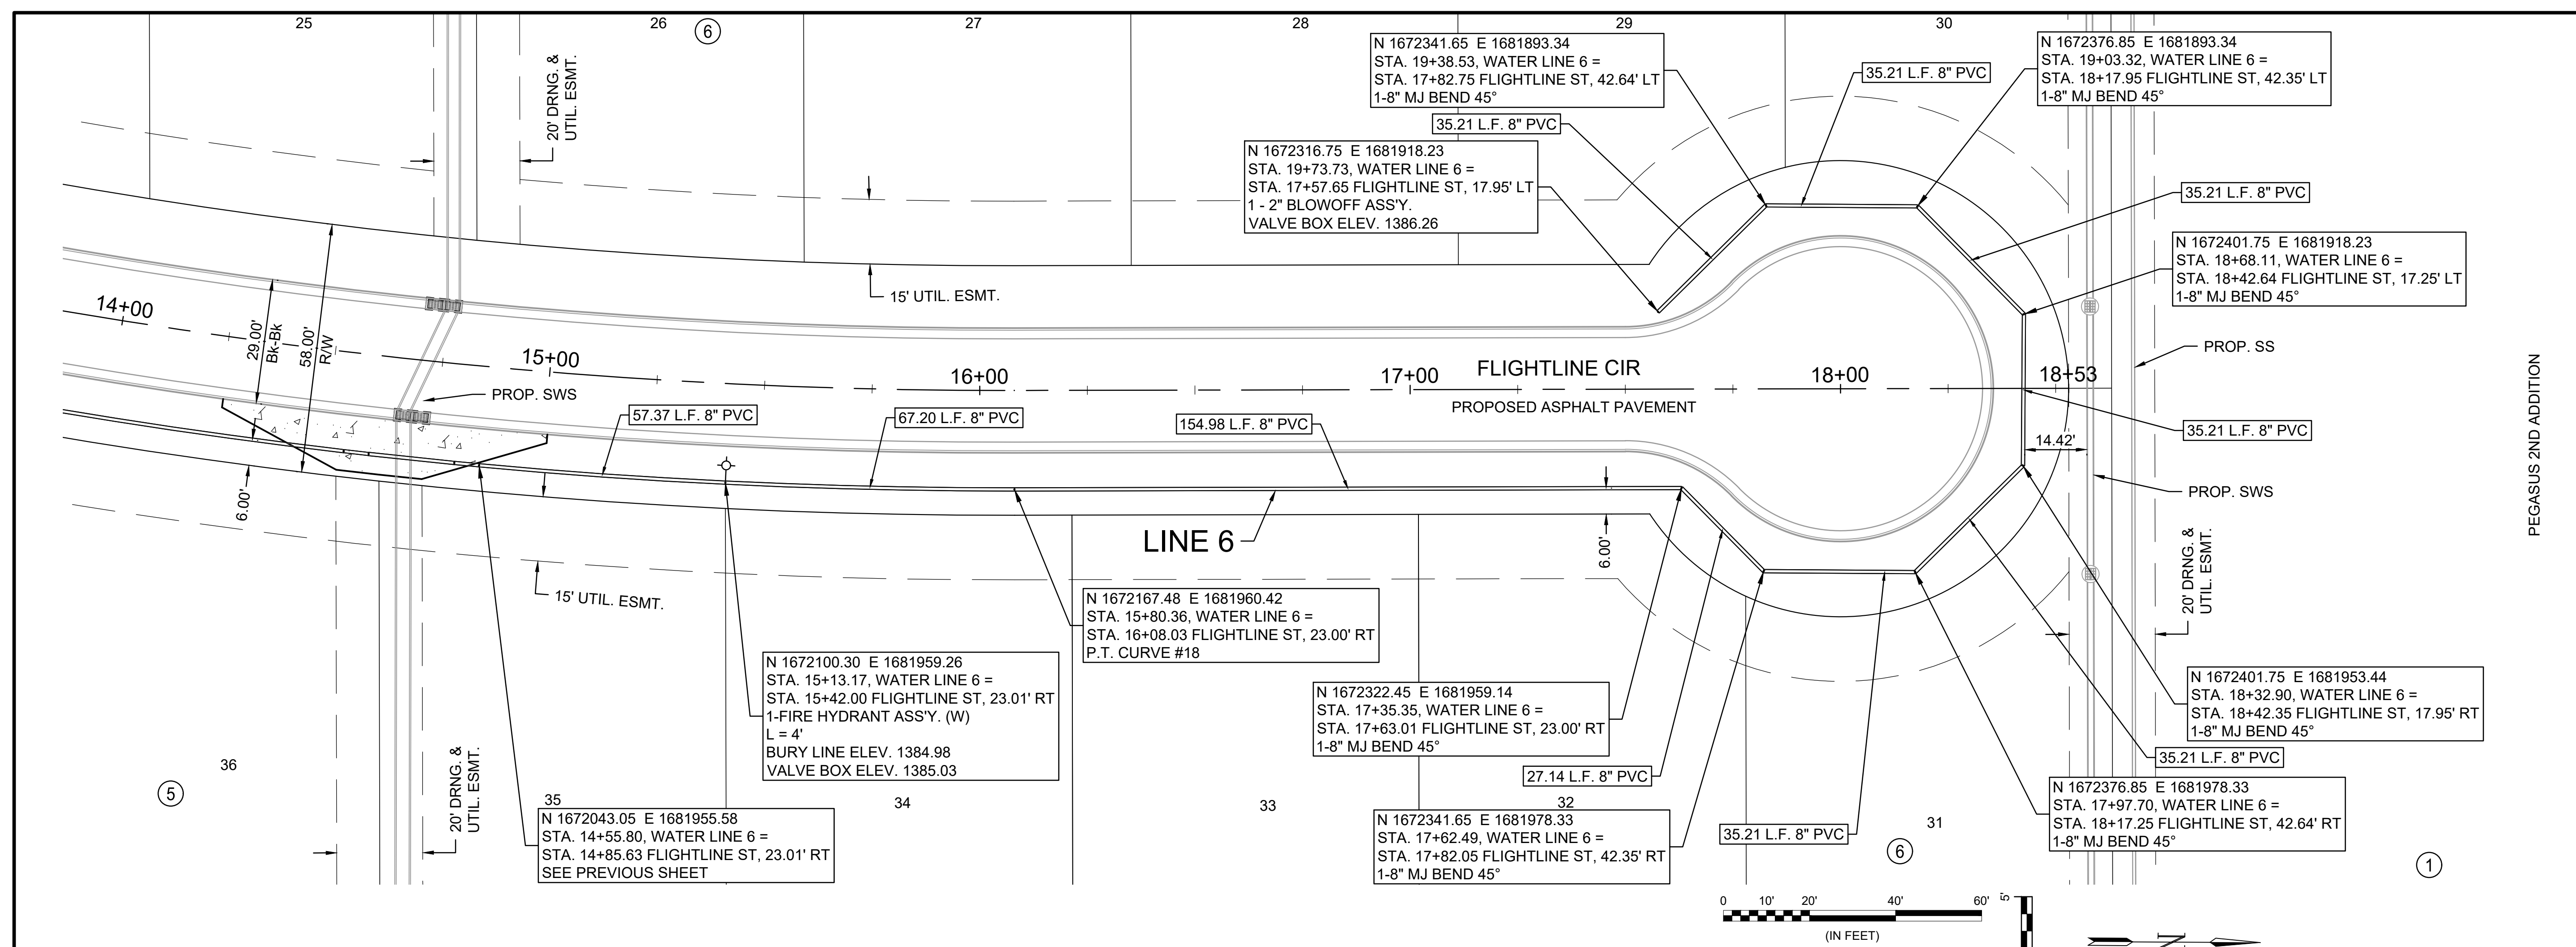 25
26
6
27
28
29
30
20' DRNG. &
UTIL. ESMT.
N 1672341.65 E 1681893.34
STA. 19+38.53, WATER LINE 6 =
STA. 17+82.75 FLIGHTLINE ST, 42.64' LT
1-8" MJ BEND 45°
35.21 L.F. 8" PVC
N 1672376.85 E 1681893.34
STA. 19+03.32, WATER LINE 6 =
STA. 18+17.95 FLIGHTLINE ST, 42.35' LT
1-8" MJ BEND 45°
35.21 L.F. 8" PVC
N 1672316.75 E 1681918.23
STA. 19+73.73, WATER LINE 6 =
STA. 17+57.65 FLIGHTLINE ST, 17.95' LT
1 - 2" BLOWOFF ASS'Y.
VALVE BOX ELEV. 1386.26
35.21 L.F. 8" PVC
N 1672401.75 E 1681918.23
STA. 18+68.11, WATER LINE 6 =
STA. 18+42.64 FLIGHTLINE ST, 17.25' LT
1-8" MJ BEND 45°
15' UTIL. ESMT.
14+00
29.00'
Bk-Bk
58.00'
R/W
15+00
16+00
17+00
FLIGHTLINE CIR
18+00
18+53
PROP. SS
PROP. SWS
PROPOSED ASPHALT PAVEMENT
57.37 L.F. 8" PVC
67.20 L.F. 8" PVC
154.98 L.F. 8" PVC
35.21 L.F. 8" PVC
14.42'
PROP. SWS
PEGASUS 2ND ADDITION
6.00'
LINE 6
6.00'
20' DRNG. &
UTIL. ESMT.
15' UTIL. ESMT.
N 1672167.48 E 1681960.42
STA. 15+80.36, WATER LINE 6 =
STA. 16+08.03 FLIGHTLINE ST, 23.00' RT
P.T. CURVE #18
N 1672100.30 E 1681959.26
STA. 15+13.17, WATER LINE 6 =
STA. 15+42.00 FLIGHTLINE ST, 23.01' RT
1-FIRE HYDRANT ASS'Y. (W)
L = 4'
BURY LINE ELEV. 1384.98
VALVE BOX ELEV. 1385.03
N 1672322.45 E 1681959.14
STA. 17+35.35, WATER LINE 6 =
STA. 17+63.01 FLIGHTLINE ST, 23.00' RT
1-8" MJ BEND 45°
N 1672401.75 E 1681953.44
STA. 18+32.90, WATER LINE 6 =
STA. 18+42.35 FLIGHTLINE ST, 17.95' RT
1-8" MJ BEND 45°
35.21 L.F. 8" PVC
27.14 L.F. 8" PVC
36
5
20' DRNG. &
UTIL. ESMT.
35
34
33
32
31
N 1672043.05 E 1681955.58
STA. 14+55.80, WATER LINE 6 =
STA. 14+85.63 FLIGHTLINE ST, 23.01' RT
SEE PREVIOUS SHEET
N 1672341.65 E 1681978.33
STA. 17+62.49, WATER LINE 6 =
STA. 17+82.05 FLIGHTLINE ST, 42.35' RT
1-8" MJ BEND 45°
35.21 L.F. 8" PVC
6
N 1672376.85 E 1681978.33
STA. 17+97.70, WATER LINE 6 =
STA. 18+17.25 FLIGHTLINE ST, 42.64' RT
1-8" MJ BEND 45°
1
0 10' 20' 40' 60'
(IN FEET)
5'
N